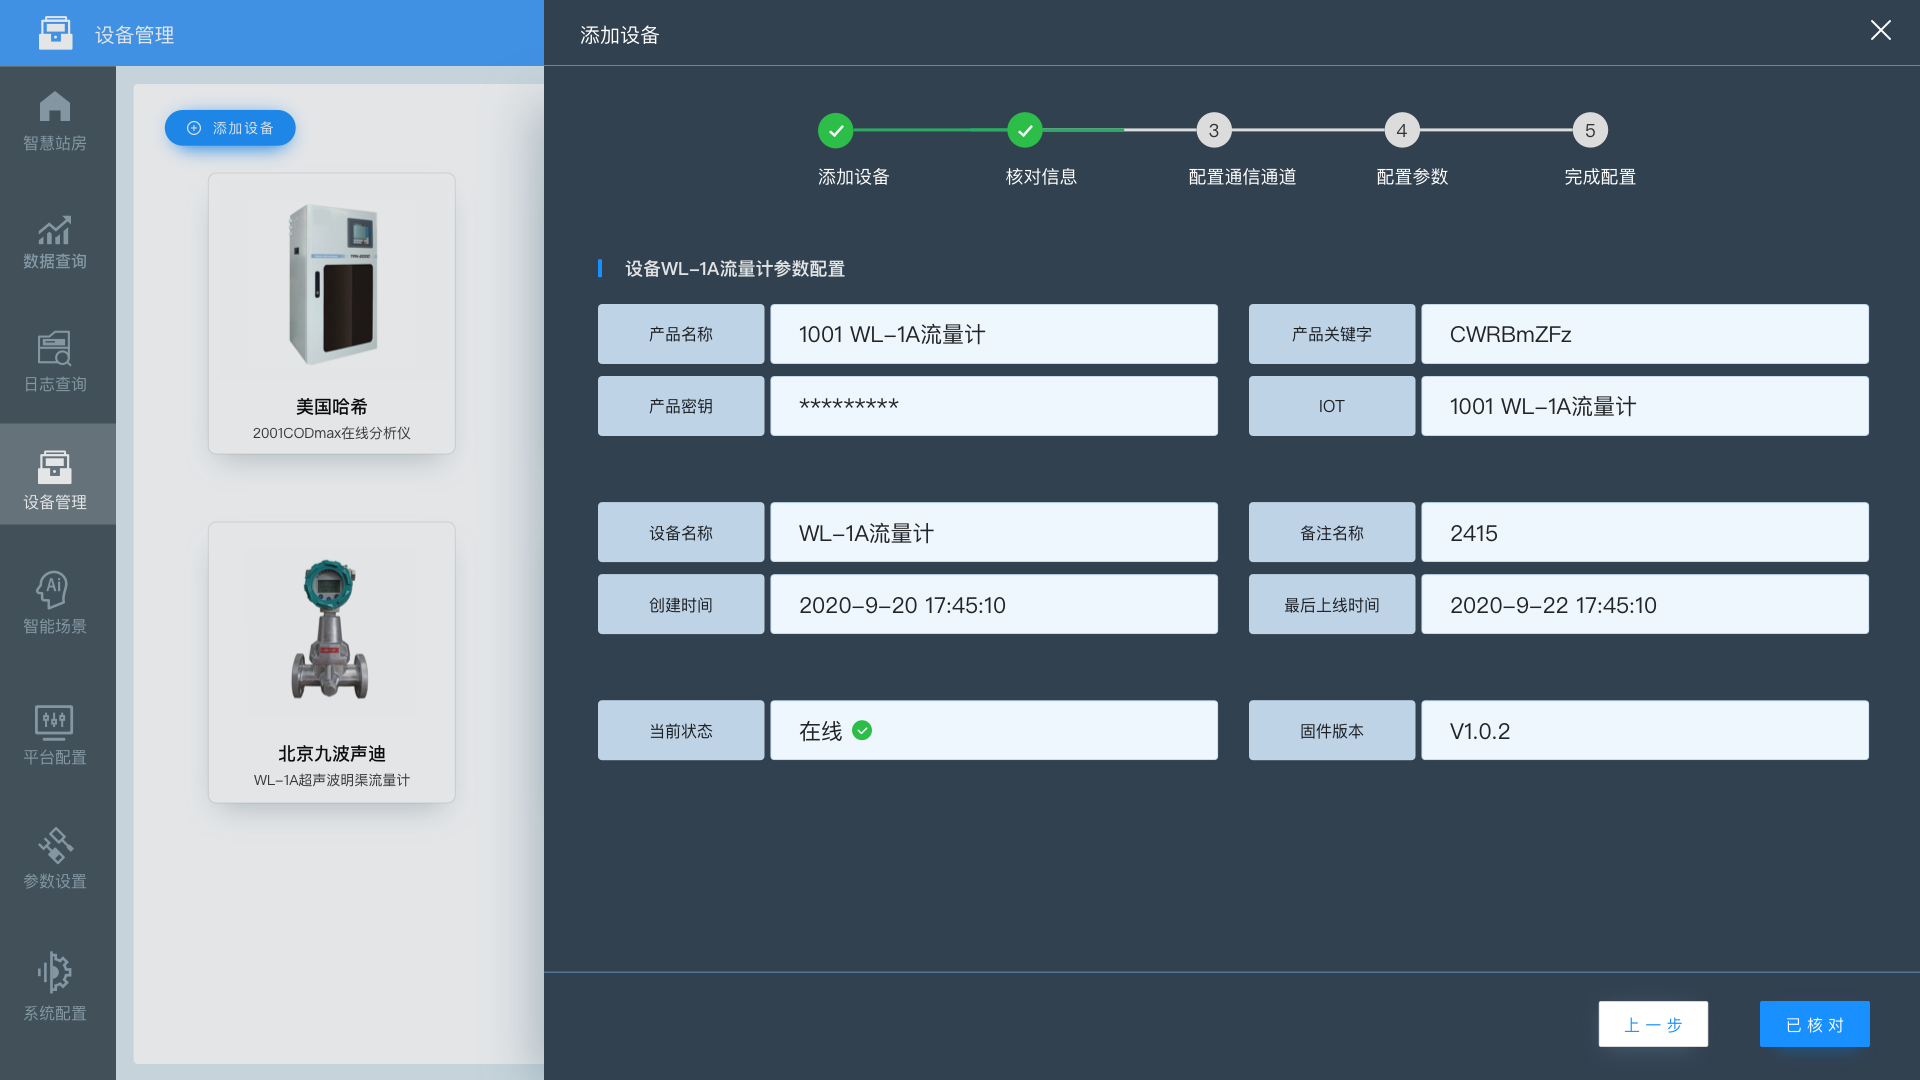 设备管理
添加设备
智慧站房
数据查询
日志查询
设备管理
Ai
智能场景
平台配置
参数设置
系统配置
添加设备
美国哈希
2001CODmax在线分析仪
北京九波声迪
WL-1A超声波明渠流量计
3
4
5
添加设备
核对信息
配置通信通道
配置参数
完成配置
设备WL-1A流量计参数配置
产品名称
1001 WL-1A流量计
产品关键字
CWRBmZFz
产品密钥
*********
IOT
1001 WL-1A流量计
设备名称
WL-1A流量计
备注名称
2415
创建时间
2020-9-20 17:45:10
最后上线时间
2020-9-22 17:45:10
当前状态
在线
固件版本
V1.0.2
上一步
已核对